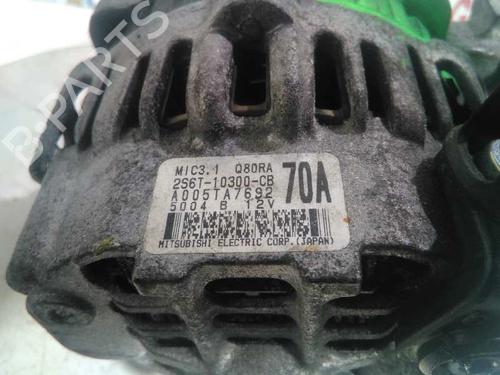 B-PARTS
MIC3.1 Q80RA
2S6T-10300-CB 70A
A005TA7692
5004 B 12V
MITSUBISHI ELECTRIC CORP.(JAPAN)